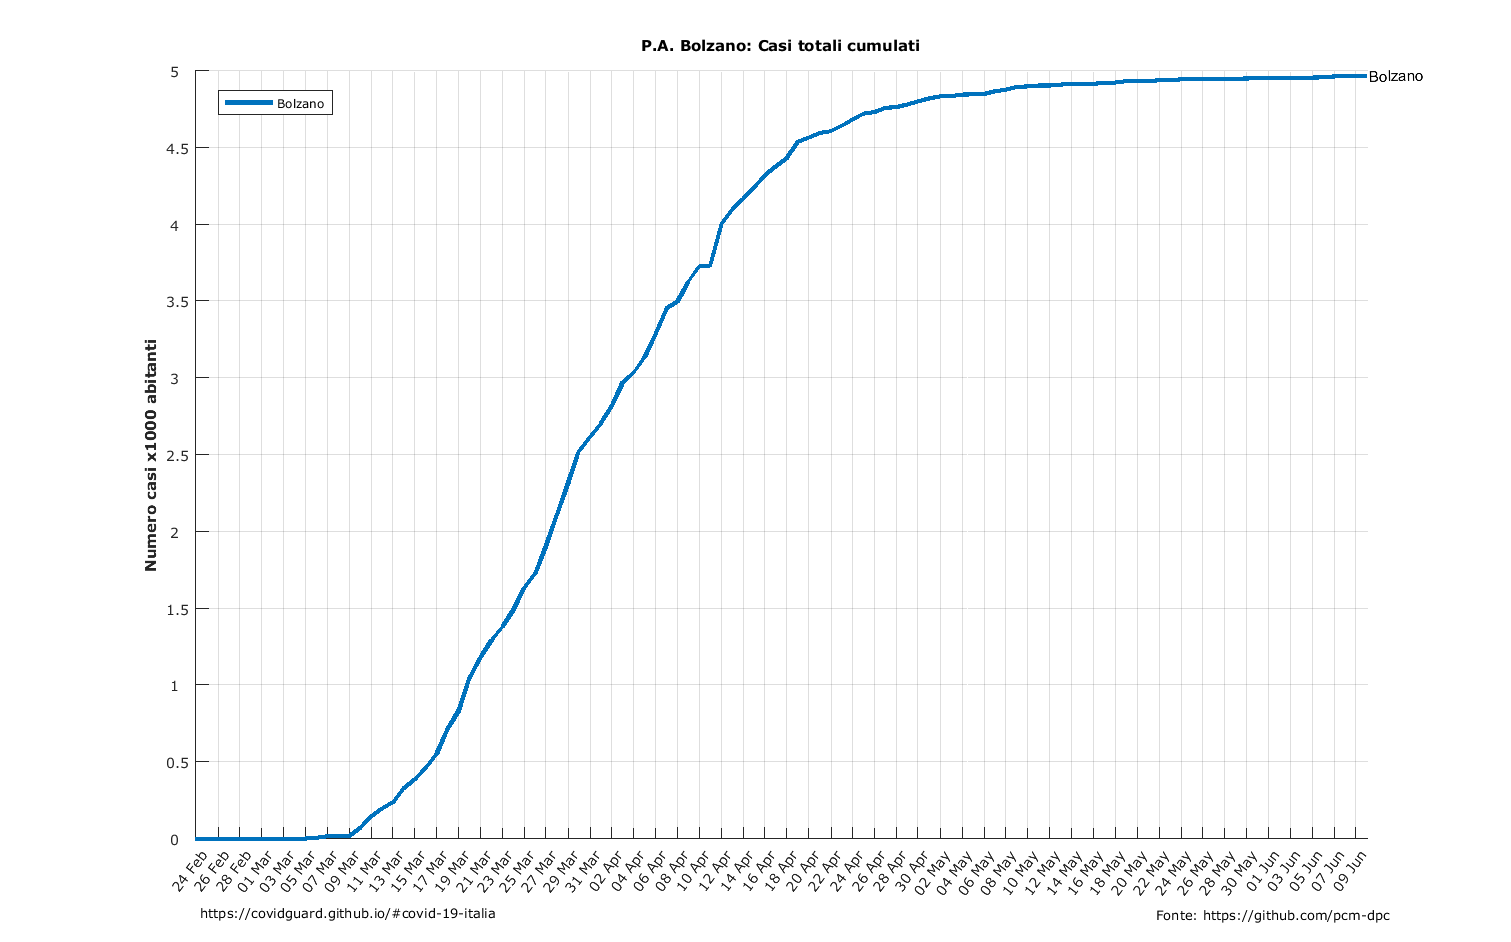 P.A. Bolzano: Casi totali cumulati
Bolzano
Bolzano
Numero casi x1000 abitanti
5
4.5
4
3.5
3
2.5
2
1.5
1
0.5
0
24 Feb
26 Feb
28 Feb
01 Mar
03 Mar
05 Mar
07 Mar
09 Mar
11 Mar
13 Mar
15 Mar
17 Mar
19 Mar
21 Mar
23 Mar
25 Mar
27 Mar
29 Mar
31 Mar
02 Apr
04 Apr
06 Apr
08 Apr
10 Apr
12 Apr
14 Apr
16 Apr
18 Apr
20 Apr
22 Apr
24 Apr
26 Apr
28 Apr
30 Apr
02 May
04 May
06 May
08 May
10 May
12 May
14 May
16 May
18 May
20 May
22 May
24 May
26 May
28 May
30 May
01 Jun
03 Jun
05 Jun
07 Jun
09 Jun
https://covidguard.github.io/#covid-19-italia
Fonte: https://github.com/pcm-dpc